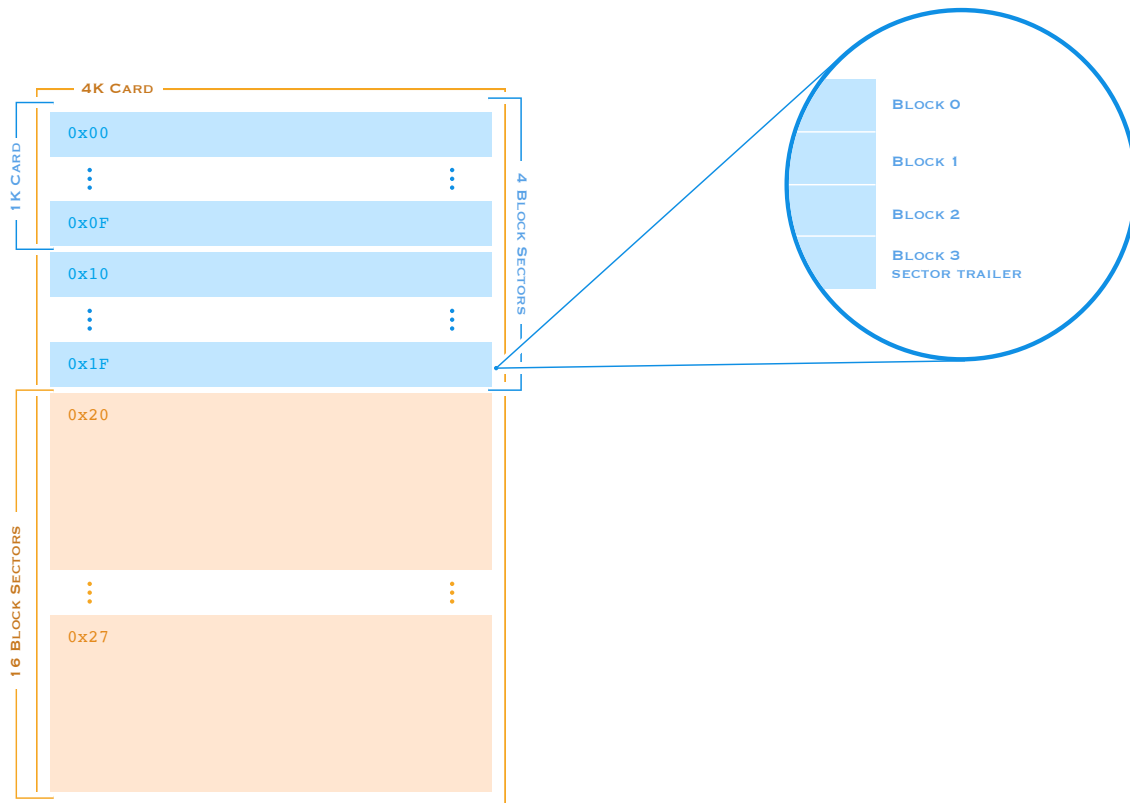 4K Card
1K Card
0x00
0x0F
0x10
0x1F
4 Block Sectors
0x20
0x27
16 Block Sectors
Block 0
Block 1
Block 2
Block 3
sector trailer